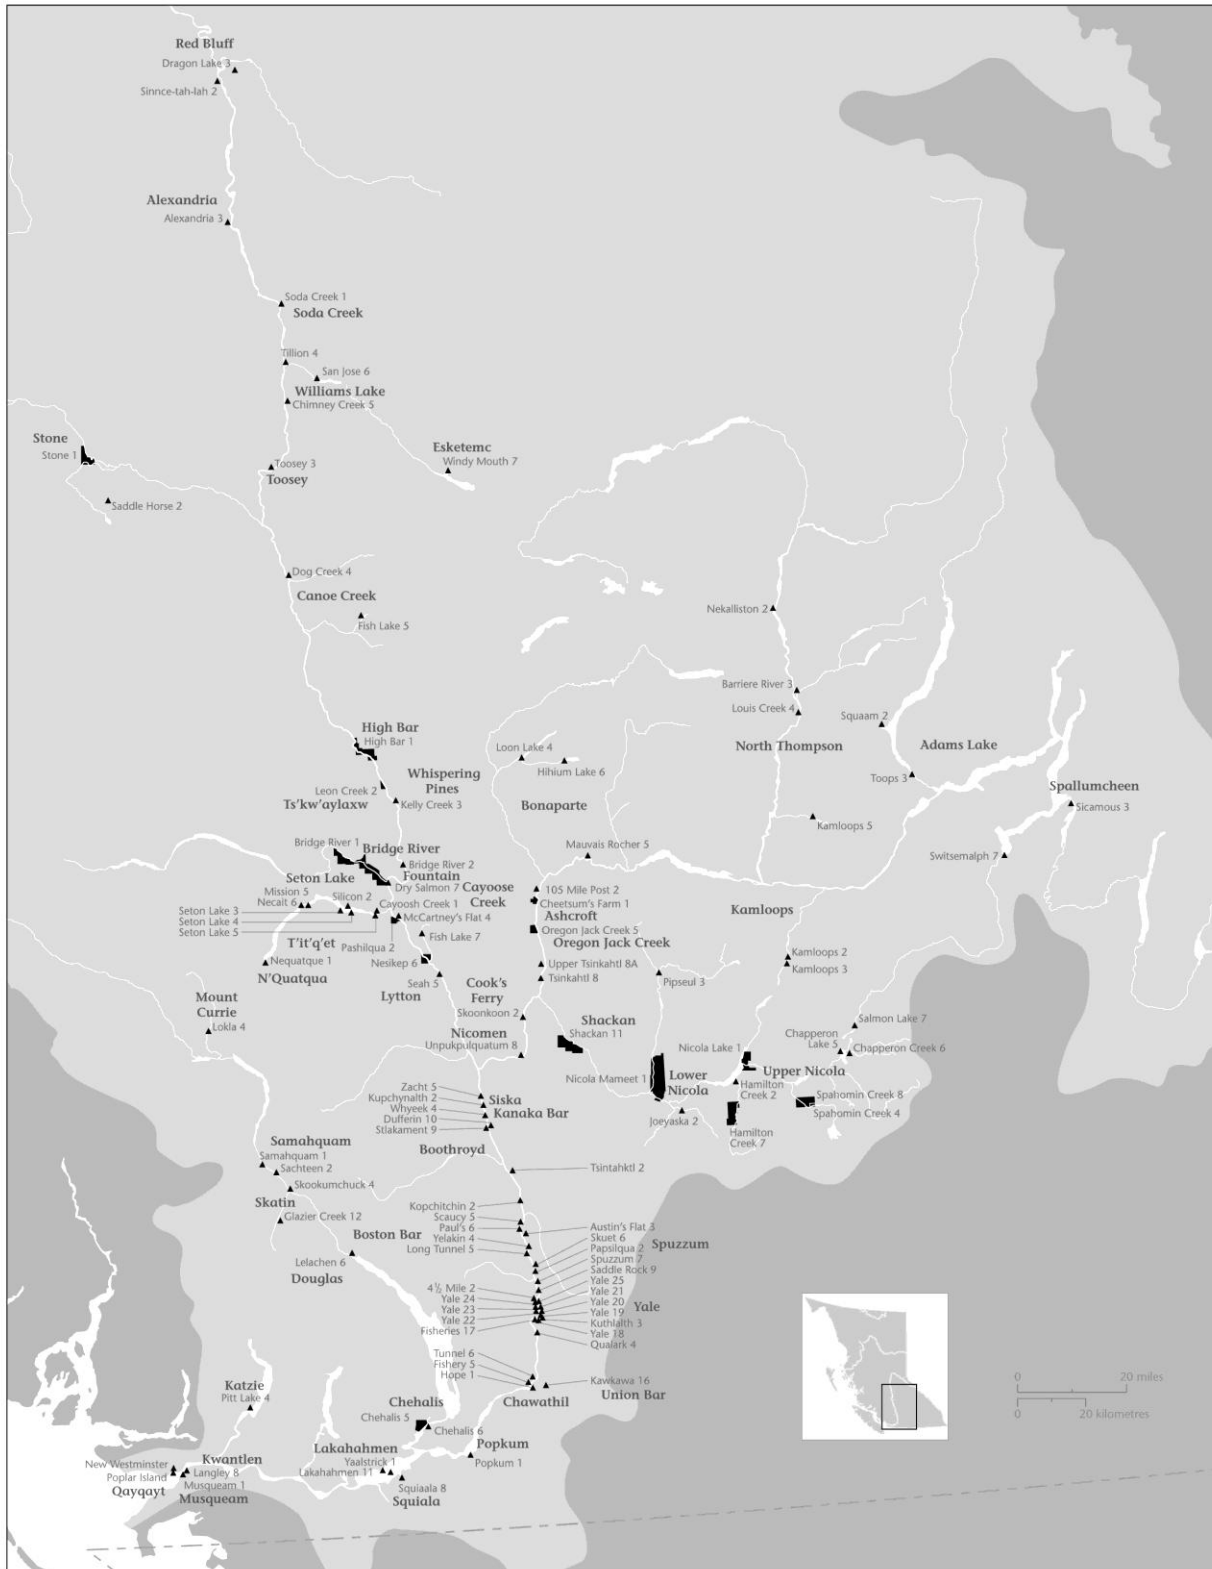 Red Bluff
Dragon Lake 3
Sinnce-tah-lah 2
Alexandria
Alexandria 3
Soda Creek 1
Soda Creek
Tillion 4
San Jose 6
Williams Lake
Chimney Creek 5
Stone
Stone 1
Esketemc
Windy Mouth 7
Toosey 3
Toosey
Saddle Horse 2
Dog Creek 4
Canoe Creek
Fish Lake 5
Nekalliston 2
Barriere River 3
Louis Creek 4
Squaam 2
High Bar
High Bar 1
North Thompson
Adams Lake
Loon Lake 4
Hihium Lake 6
Whispering
Pines
Toops 3
Leon Creek 2
Ts'kw'aylaxw
Kelly Creek 3
Bonaparte
Spallumcheen
Sicamous 3
Kamloops 5
Bridge River 1
Bridge River
Mauvais Rocher 5
Switsemalph 7
Bridge River 2
Seton Lake
Fountain
Dry Salmon 7
Cayoose
Creek
105 Mile Post 2
Mission 5
Necait 6
Silicon 2
Cayoosh Creek 1
Cheetsum's Farm 1
Seton Lake 3
Seton Lake 4
Seton Lake 5
McCartney's Flat 4
Ashcroft
Kamloops
Oregon Jack Creek 5
Oregon Jack Creek
T'it'q'et
Pashilqua 2
Fish Lake 7
Nequatque 1
N'Quatqua
Nesikep 6
Kamloops 2
Kamloops 3
Upper Tsinkahtl 8A
Tsinkahtl 8
Seah 5
Pipseul 3
Lytton
Cook's
Ferry
Skoonkoon 2
Mount
Currie
Lokla 4
Shackan
Shackan 11
Salmon Lake 7
Nicomen
Unpukpulquatum 8
Chapperon
Lake 5
Chapperon Creek 6
Nicola Lake 1
Upper Nicola
Nicola Mameet 1
Lower
Nicola
Hamilton
Creek 2
Spahomin Creek 8
Spahomin Creek 4
Zacht 5
Kupchynalth 2
Siska
Whyeek 4
Kanaka Bar
Joeyaska 2
Dufferin 10
Stlakament 9
Hamilton
Creek 7
Boothroyd
Samahquam
Samahquam 1
Sachteen 2
Tsintahktl 2
Skookumchuck 4
Skatin
Glazier Creek 12
Kopchitchin 2
Scaucy 5
Paul's 6
Yelakin 4
Long Tunnel 5
Austin's Flat 3
Skuet 6
Papsilqua 2
Spuzzum
Spuzzum 7
Saddle Rock 9
Boston Bar
Lelachen 6
Douglas
4½ Mile 2
Yale 24
Yale 23
Yale 22
Fisheries 17
Yale 25
Yale 21
Yale 20
Yale 19
Yale
Kuthlalth 3
Yale 18
Qualark 4
Tunnel 6
Fishery 5
Hope 1
Kawkawa 16
Union Bar
Chawathil
0
20 miles
0
20 kilometres
Katzie
Pitt Lake 4
Chehalis
Chehalis 5
Chehalis 6
Popkum
Popkum 1
Lakahahmen
Yaalstrick 1
Lakahahmen 11
Squiaala 8
Squiala
Kwantlen
New Westminster
Poplar Island
Langley 8
Musqueam 1
Qayqayt
Musqueam